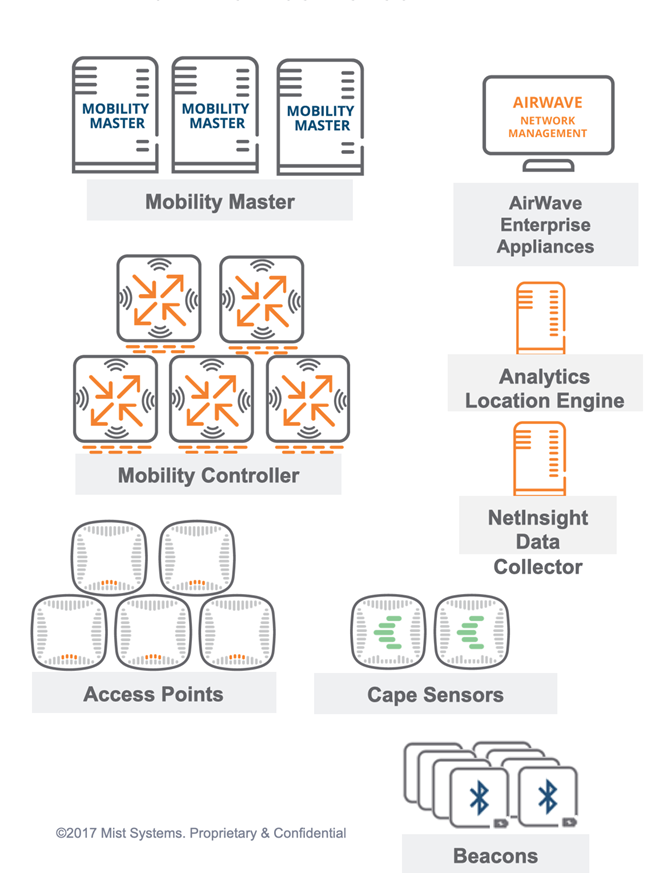 MOBILITY
MASTER
MOBILITY
MASTER
MOBILITY
MASTER
Mobility Master
AIRWAVE
NETWORK
MANAGEMENT
AirWave
Enterprise
Appliances
Analytics
Location Engine
Mobility Controller
NetInsight
Data
Collector
Access Points
Cape Sensors
©2017 Mist Systems. Proprietary & Confidential
Beacons